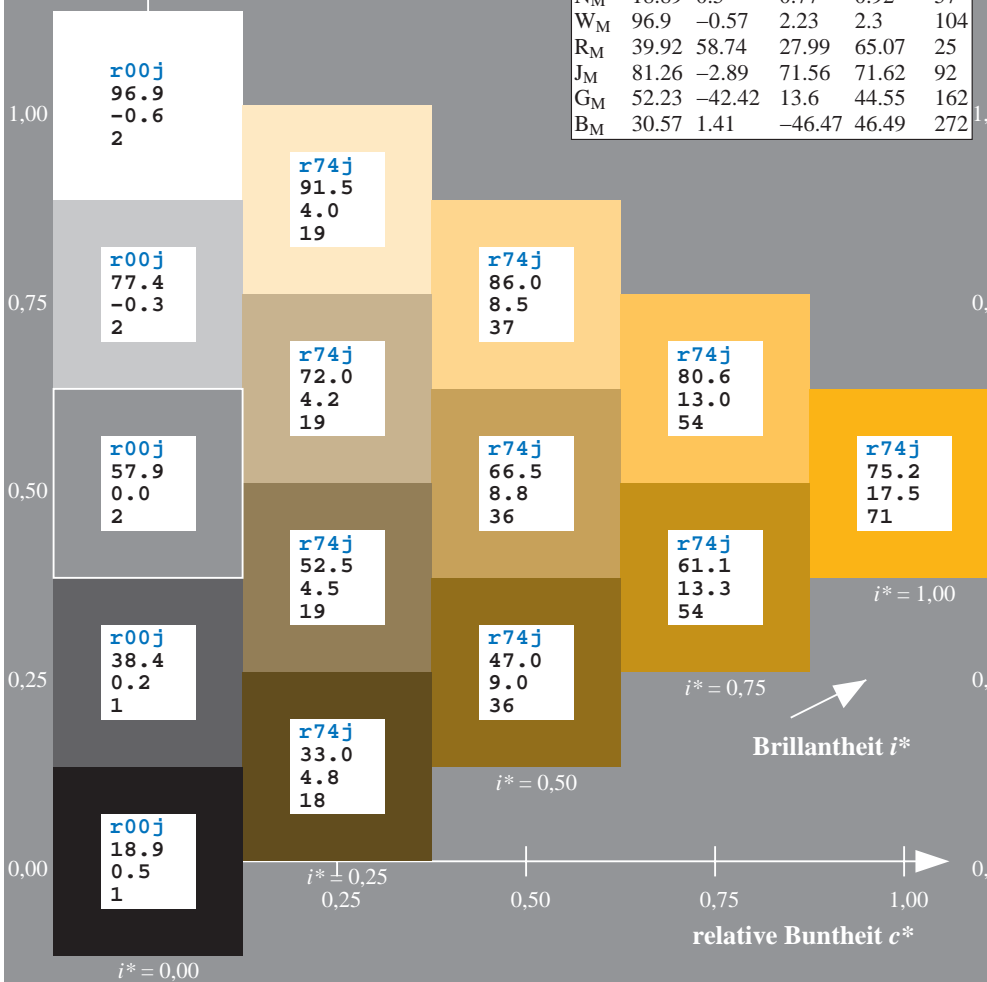 W_M 96.9 −0.57 2.23 2.3 104
R_M 39.92 58.74 27.99 65.07 25
J_M 81.26 −2.89 71.56 71.62 92
G_M 52.23 −42.42 13.6 44.55 162
B_M 30.57 1.41 −46.47 46.49 272
1,00
0,75
0,50
0,25
0,00
r00j
96.9
-0.6
2
r00j
77.4
-0.3
2
r00j
57.9
0.0
2
r00j
38.4
0.2
1
r00j
18.9
0.5
1
i* = 0,00
r74j
91.5
4.0
19
r74j
72.0
4.2
19
r74j
52.5
4.5
19
r74j
33.0
4.8
18
i* = 0,25
r74j
86.0
8.5
37
r74j
66.5
8.8
36
r74j
47.0
9.0
36
i* = 0,50
r74j
80.6
13.0
54
r74j
61.1
13.3
54
i* = 0,75
r74j
75.2
17.5
71
i* = 1,00
Brillantheit i*
0,25 0,50 0,75 1,00
relative Buntheit c*